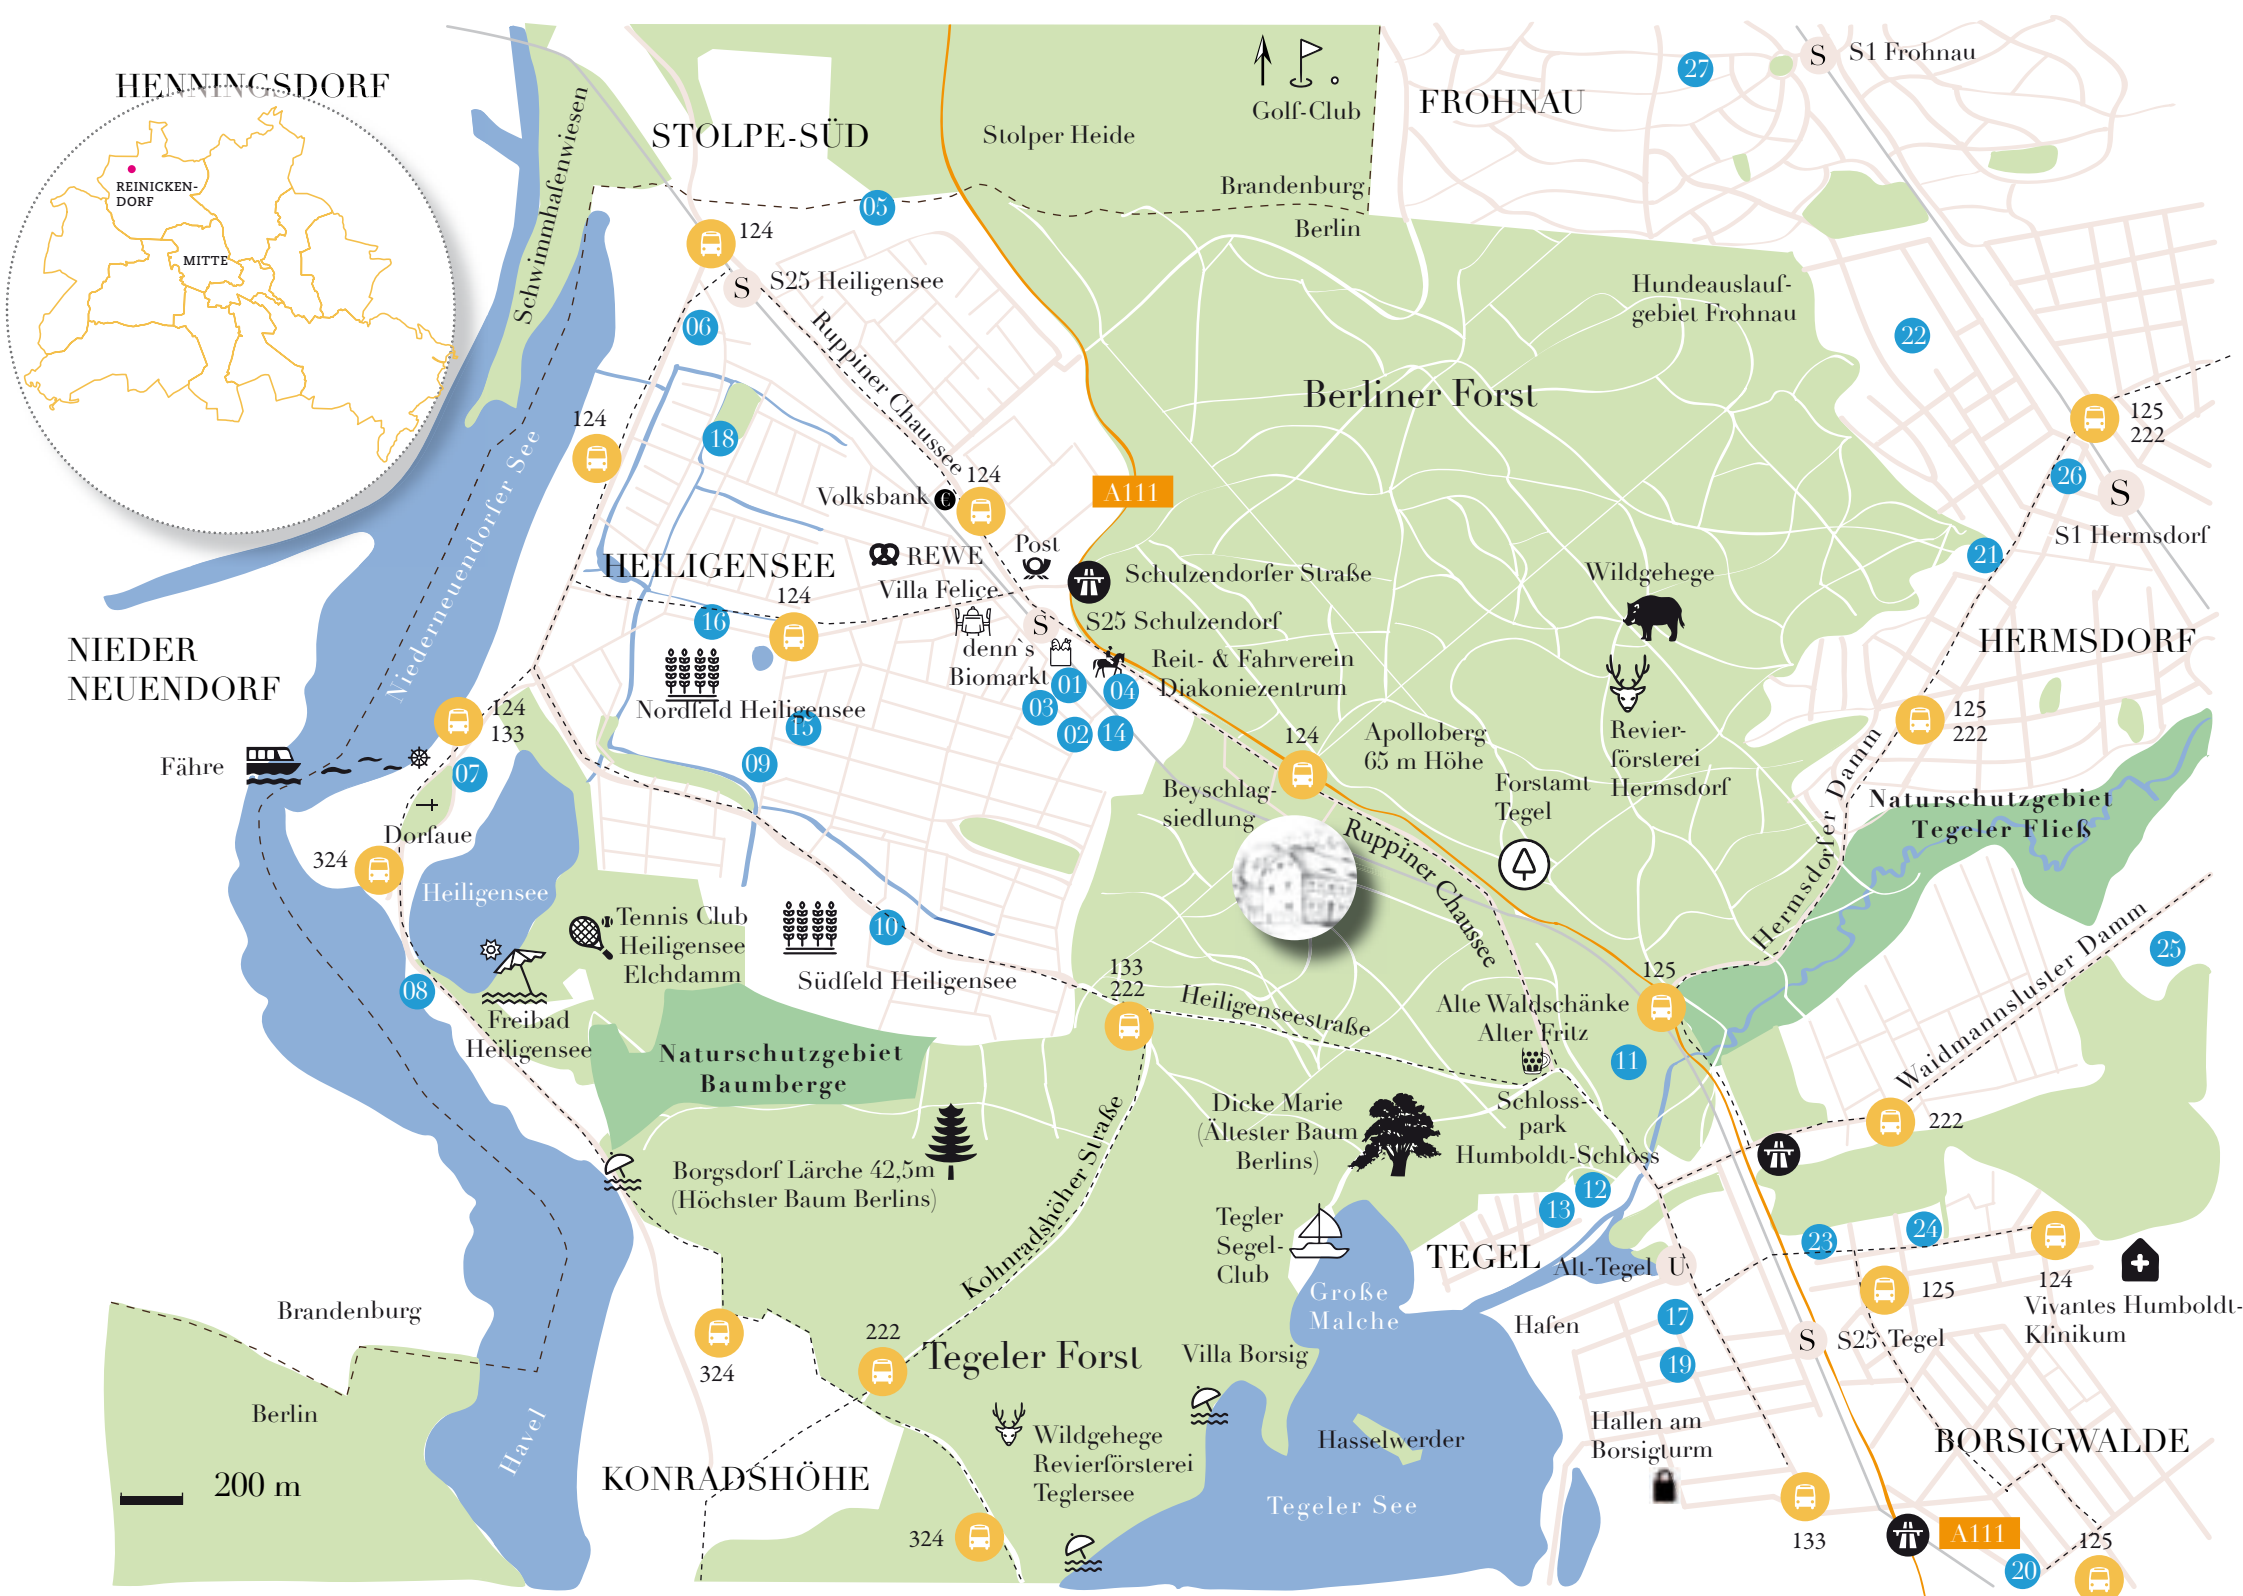 HENNINGSDORF
REINICKEN-
DORF
MITTE
STOLPE-SÜD
Schwimmhafenwiesen
Stolper Heide
Golf-Club
FROHNAU
27
S
S1 Frohnau
Brandenburg
Berlin
05
124
S
S25 Heiligensee
06
Ruppiner Chaussee
Hundeauslauf-
gebiet Frohnau
22
Berliner Forst
124
18
125
222
26
S
S1 Hermsdorf
Niederneuendorfer See
Volksbank
€
124
A111
HEILIGENSEE
REWE
Post
Villa Felice
Schulzendorfer Straße
21
Wildgehege
124
16
S
S25 Schulzendorf
denn`s
Biomarkt
Reit- & Fahrverein
Diakoniezentrum
01
04
03
02
14
HERMSDORF
NIEDER
NEUENDORF
Nordfeld Heiligensee
15
09
124
133
07
Fähre
Dorfaue
324
Heiligensee
124
Apolloberg
65 m Höhe
Revier-
försterei
Hermsdorf
Forstamt
Tegel
Beyschlag-
siedlung
Ruppiner Chaussee
125
222
Hermsdorfer Damm
Naturschutzgebiet
Tegeler Fließ
Tennis Club
Heiligensee
Elchdamm
10
Südfeld Heiligensee
08
Freibad
Heiligensee
Naturschutzgebiet
Baumberge
133
222
Heiligenseestraße
125
Alte Waldschänke
Alter Fritz
11
25
Waidmannsluster Damm
222
Borgsdorf Lärche 42,5m
(Höchster Baum Berlins)
Kohnradshöher Straße
Dicke Marie
(Ältester Baum
Berlins)
Schloss-
park
Humboldt-Schloss
12
13
Tegler
Segel-
Club
TEGEL
Alt-Tegel
U
23
24
Große
Malche
Hafen
17
19
S
S25 Tegel
125
124
Vivantes Humboldt-
Klinikum
Brandenburg
Berlin
200 m
Havel
324
222
Tegeler Forst
Villa Borsig
KONRADSHÖHE
Wildgehege
Revierförsterei
Teglersee
324
Hasselwerder
Tegeler See
Hallen am
Borsigturm
BORSIGWALDE
133
A111
20
125